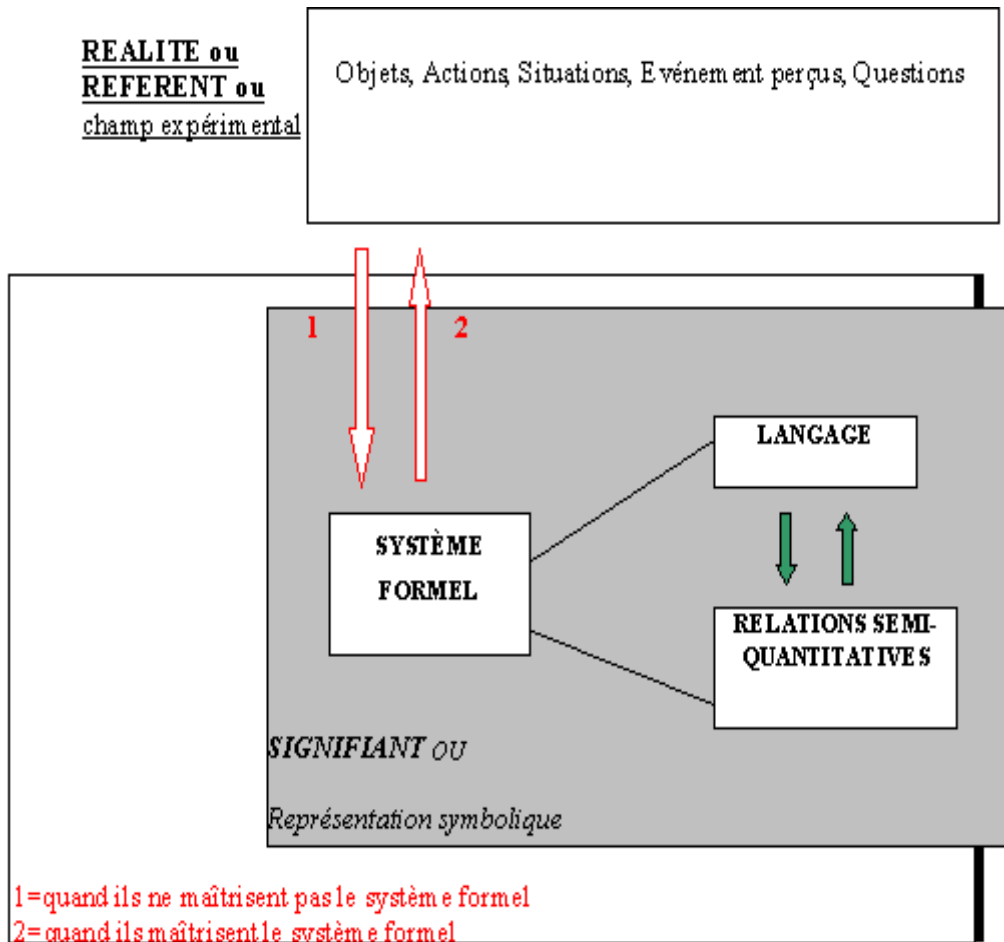 REALITE ou
REFERENT ou
champ expérimental
Objets, Actions, Situations, Evénement perçus, Questions
1
2
LANGAGE
SYSTÈME
FORMEL
RELATIONS SEMI-
QUANTITATIVES
SIGNIFIANT OU
Représentation symbolique
1=quand ils ne maîtrisent pas le système formel
2=quand ils maîtrisent le système formel